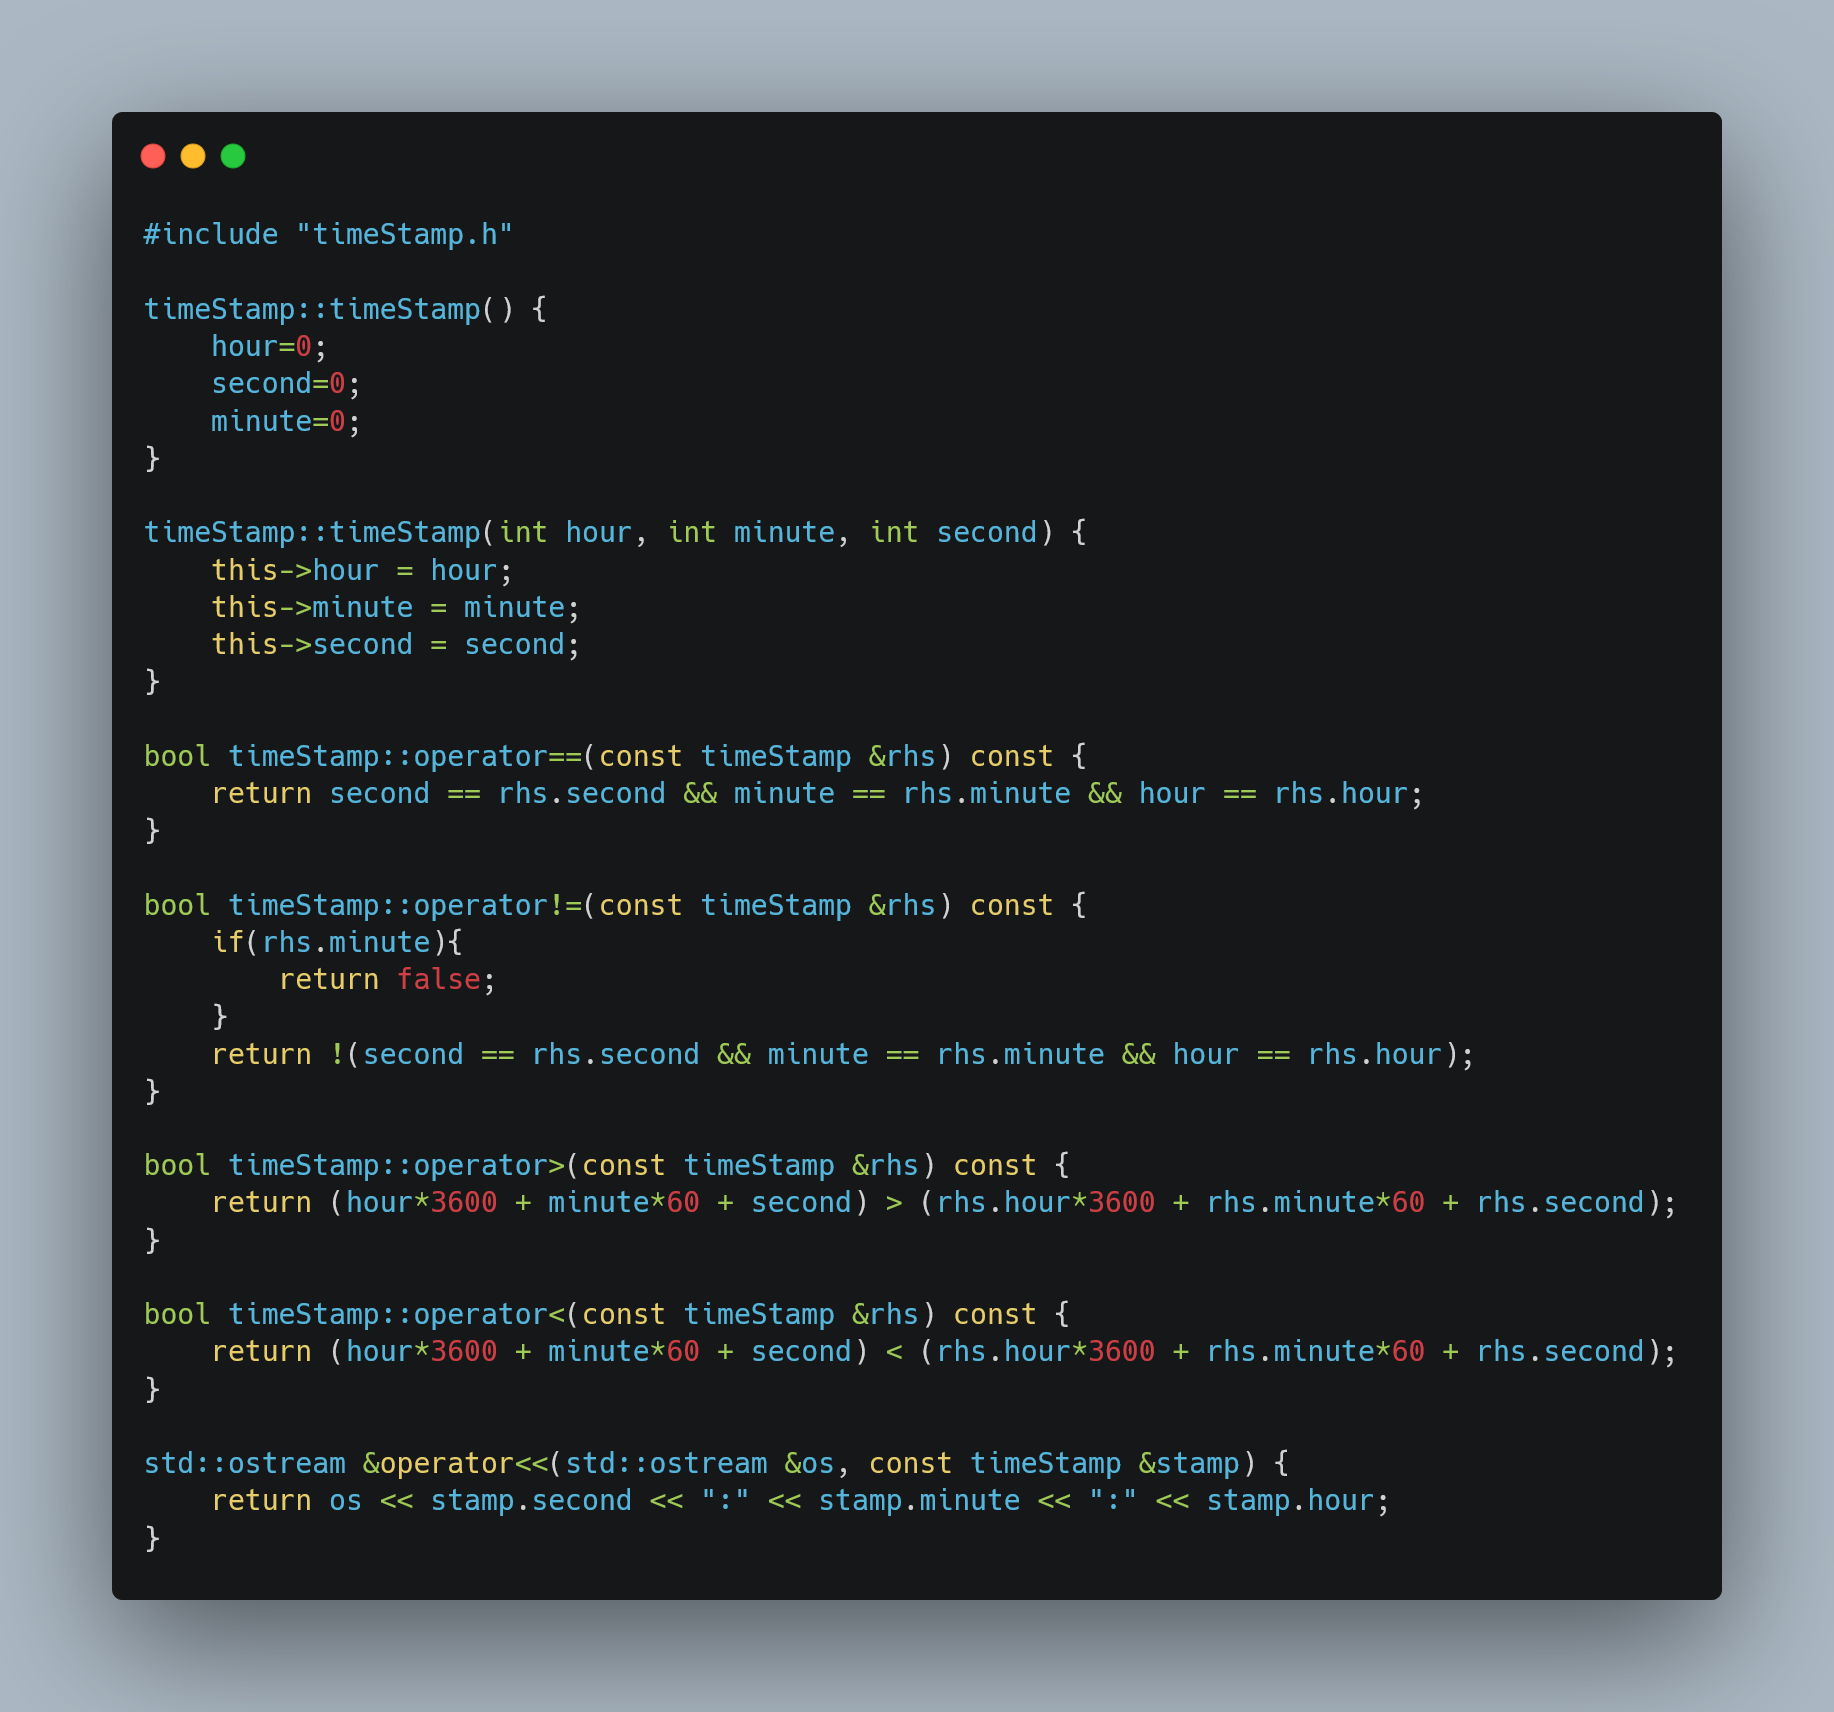 #include "timeStamp.h"

timeStamp::timeStamp() {
    hour=0;
    second=0;
    minute=0;
}

timeStamp::timeStamp(int hour, int minute, int second) {
    this->hour = hour;
    this->minute = minute;
    this->second = second;
}

bool timeStamp::operator==(const timeStamp &rhs) const {
    return second == rhs.second && minute == rhs.minute && hour == rhs.hour;
}

bool timeStamp::operator!=(const timeStamp &rhs) const {
    if(rhs.minute){
        return false;
    }
    return !(second == rhs.second && minute == rhs.minute && hour == rhs.hour);
}

bool timeStamp::operator>(const timeStamp &rhs) const {
    return (hour*3600 + minute*60 + second) > (rhs.hour*3600 + rhs.minute*60 + rhs.second);
}

bool timeStamp::operator<(const timeStamp &rhs) const {
    return (hour*3600 + minute*60 + second) < (rhs.hour*3600 + rhs.minute*60 + rhs.second);
}

std::ostream &operator<<(std::ostream &os, const timeStamp &stamp) {
    return os << stamp.second << ":" << stamp.minute << ":" << stamp.hour;
}